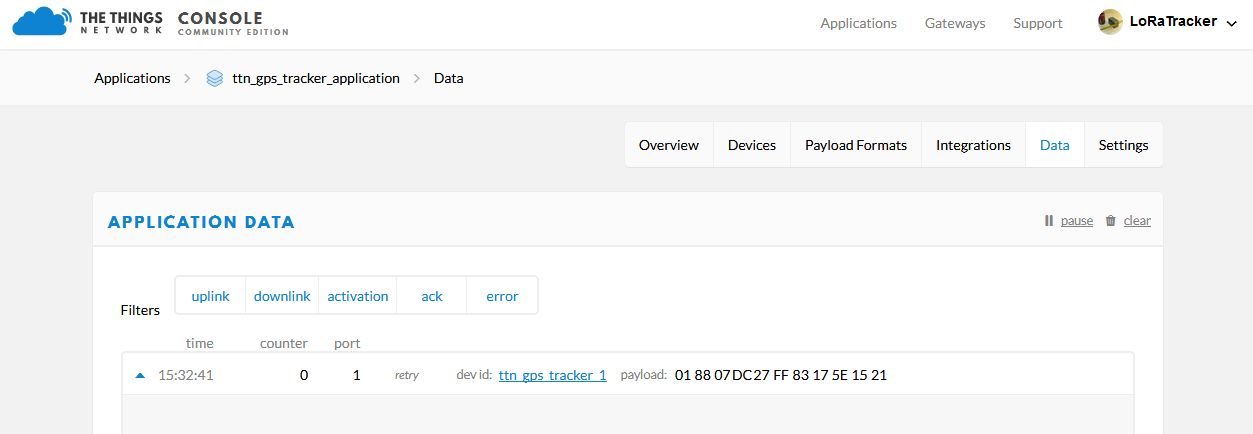 THE THINGS NETWORK CONSOLE COMMUNITY EDITION Applications Gateways Support LoRaTracker
Applications ttn_gps_tracker_application Data
Overview Devices Payload Formats Integrations Data Settings
APPLICATION DATA pause clear
Filters uplink downlink activation ack error
time counter port
15:32:41 0 1 retry dev id: ttn_gps_tracker_1 payload: 01 88 07 DC 27 FF 83 17 5E 15 21